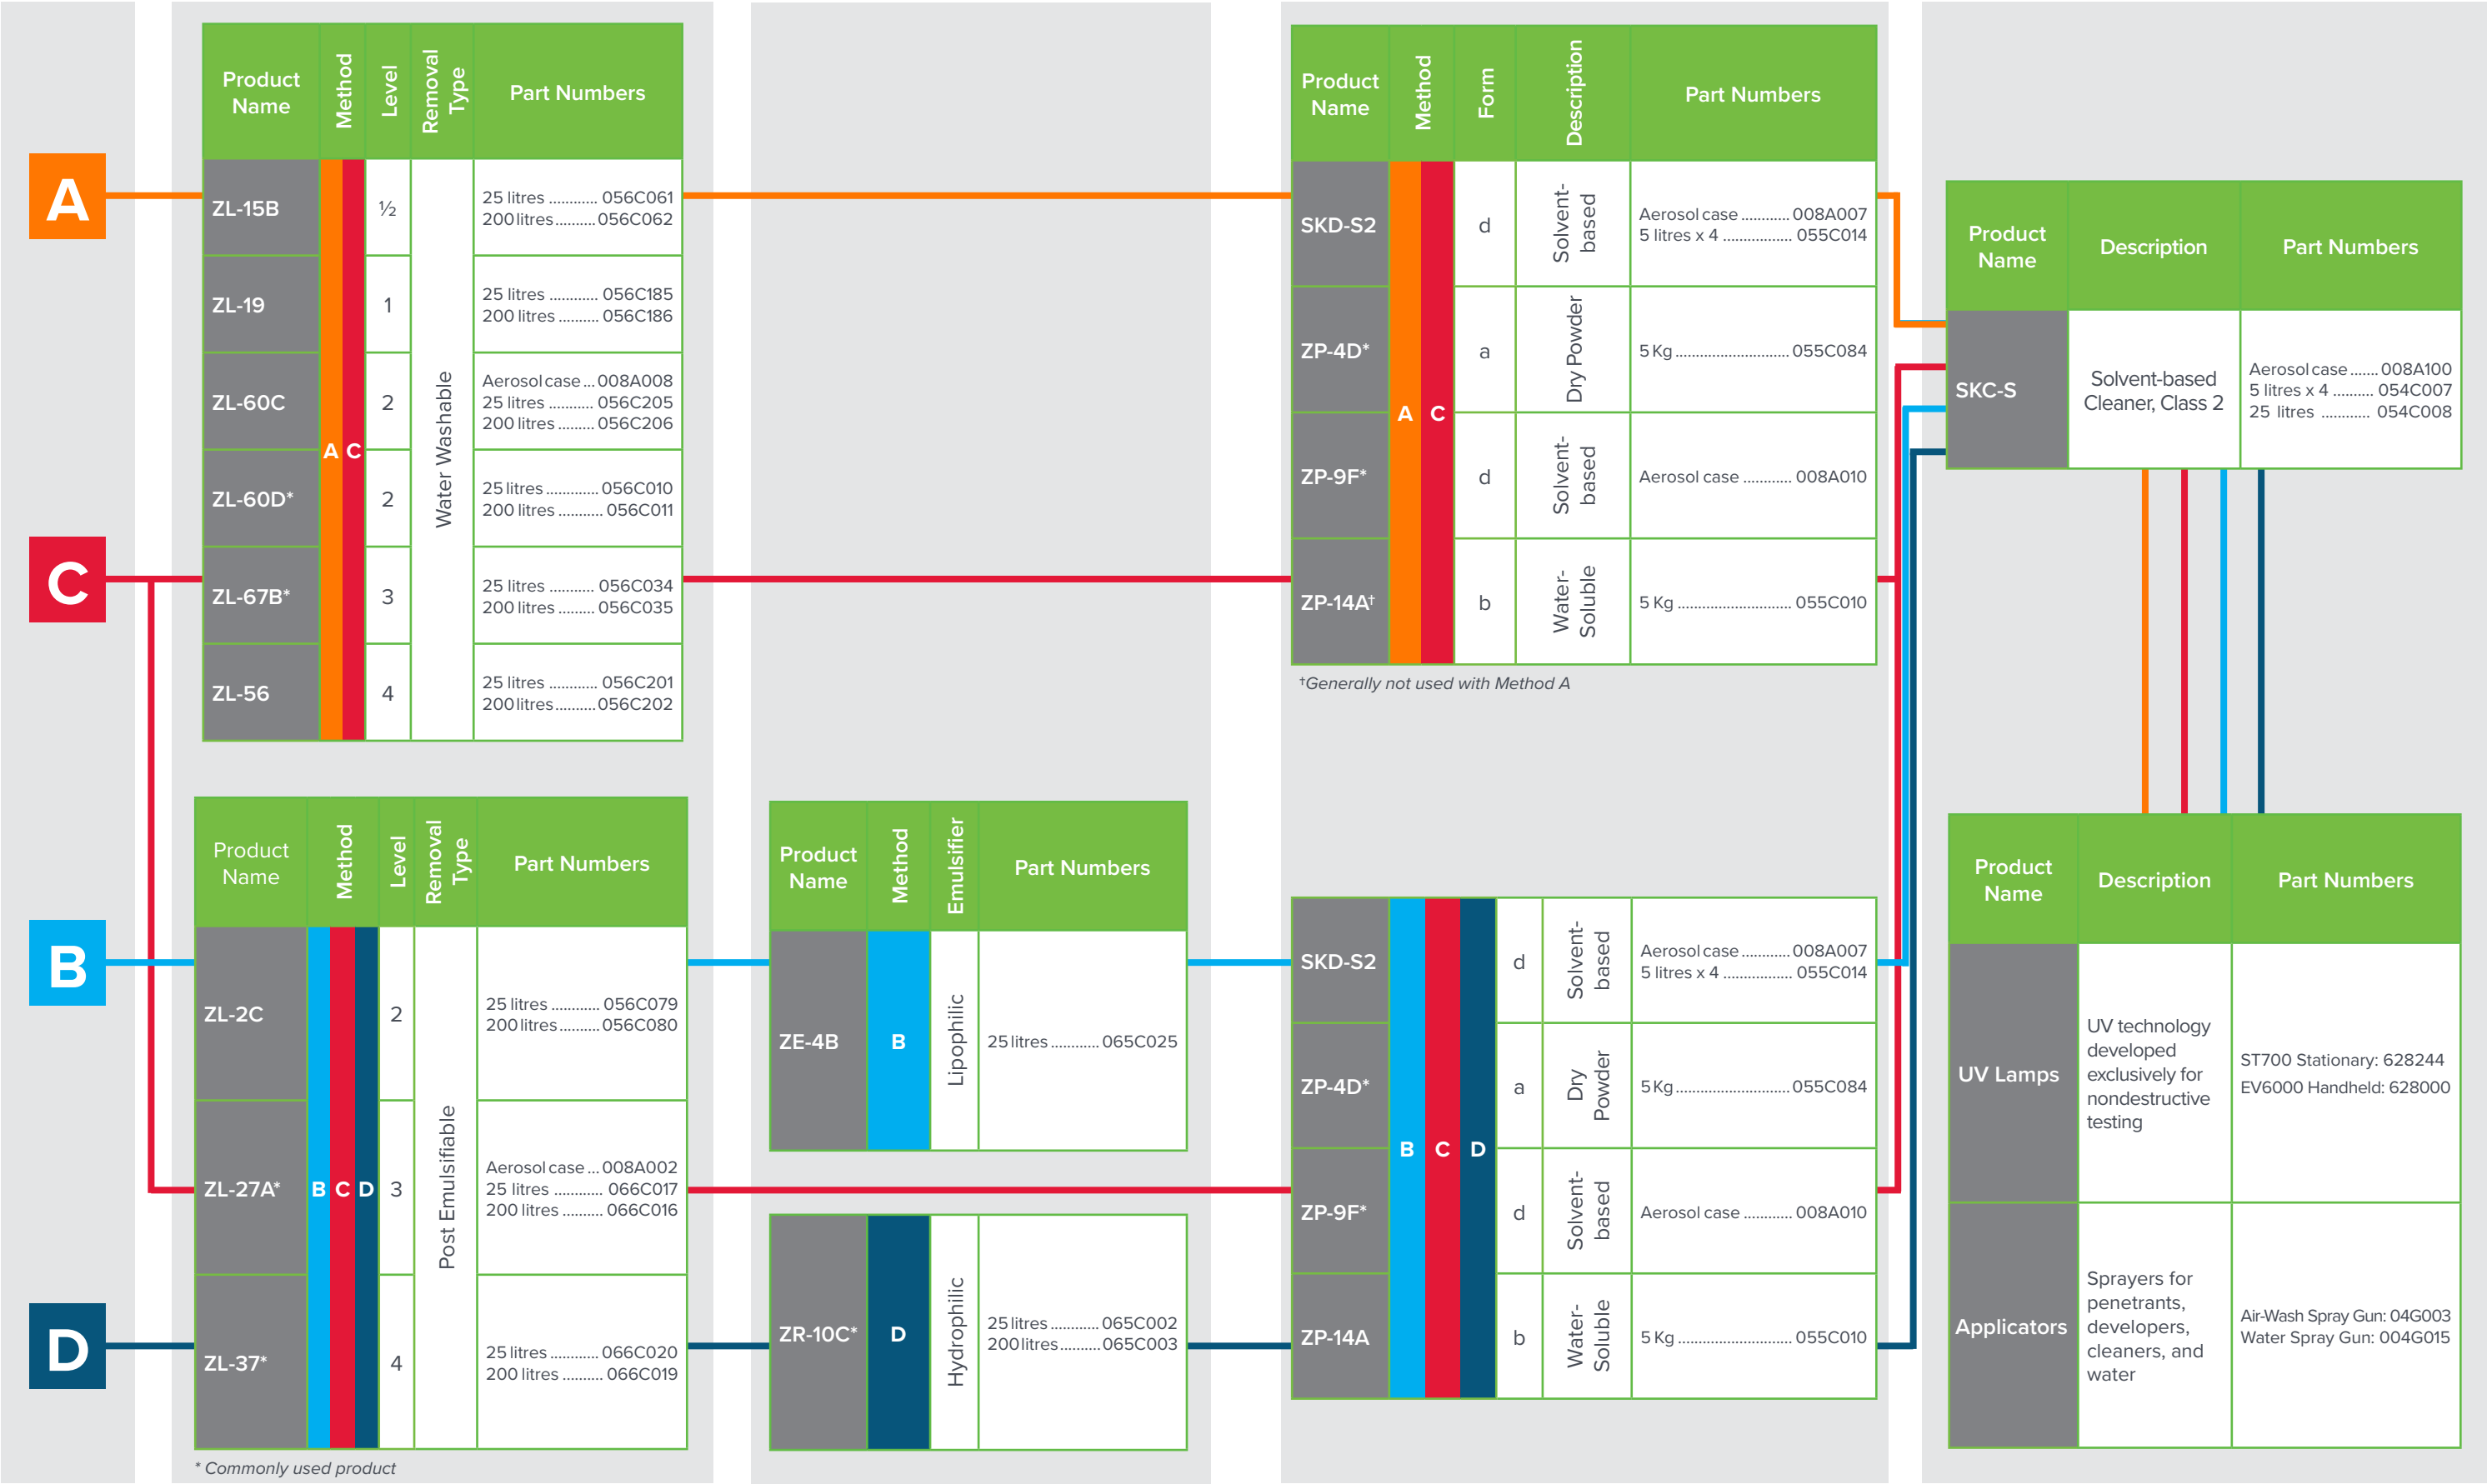 A
C
B
D
Product Name
Method
Level
Removal Type
Part Numbers
ZL-15B
½
25 litres ............ 056C061
200 litres.......... 056C062
ZL-19
1
25 litres ............ 056C185
200 litres .......... 056C186
ZL-60C
2
Aerosol case ... 008A008
25 litres ........... 056C205
200 litres ......... 056C206
ZL-60D*
2
25 litres ............. 056C010
200 litres ........... 056C011
ZL-67B*
3
25 litres ............ 056C034
200 litres ......... 056C035
ZL-56
4
25 litres ............ 056C201
200 litres.......... 056C202
A C
Water Washable
Product Name
Method
Level
Removal Type
Part Numbers
ZL-2C
2
25 litres ............ 056C079
200 litres.......... 056C080
ZL-27A*
3
Aerosol case ... 008A002
25 litres ............ 066C017
200 litres .......... 066C016
ZL-37*
4
25 litres ............ 066C020
200 litres .......... 066C019
B C D
Post Emulsifiable
* Commonly used product
Product Name
Method
Emulsifier
Part Numbers
ZE-4B
B
Lipophilic
25 litres ............ 065C025
ZR-10C*
D
Hydrophilic
25 litres ............ 065C002
200 litres.......... 065C003
Product Name
Method
Form
Description
Part Numbers
SKD-S2
d
Solvent-based
Aerosol case ............ 008A007
5 litres x 4 ................. 055C014
ZP-4D*
a
Dry Powder
5 Kg ............................ 055C084
ZP-9F*
d
Solvent-based
Aerosol case ............ 008A010
ZP-14A†
b
Water-Soluble
5 Kg ............................ 055C010
A C
†Generally not used with Method A
SKD-S2
d
Solvent-based
Aerosol case ............ 008A007
5 litres x 4 ................. 055C014
ZP-4D*
a
Dry Powder
5 Kg ............................ 055C084
ZP-9F*
d
Solvent-based
Aerosol case ............ 008A010
ZP-14A
b
Water-Soluble
5 Kg ............................ 055C010
B C D
Product Name
Description
Part Numbers
SKC-S
Solvent-based
Cleaner, Class 2
Aerosol case ....... 008A100
5 litres x 4 .......... 054C007
25 litres ............ 054C008
Product Name
Description
Part Numbers
UV Lamps
UV technology
developed
exclusively for
nondestructive
testing
ST700 Stationary: 628244
EV6000 Handheld: 628000
Applicators
Sprayers for
penetrants,
developers,
cleaners, and
water
Air-Wash Spray Gun: 04G003
Water Spray Gun: 004G015